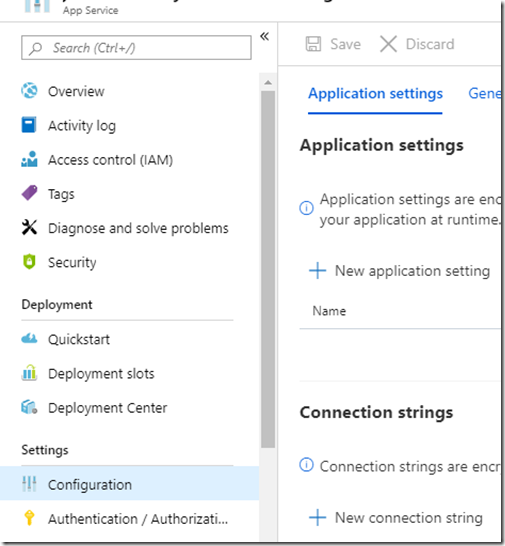 App Service
Search (Ctrl+/)
«
Overview
Activity log
Access control (IAM)
Tags
Diagnose and solve problems
Security
Deployment
Quickstart
Deployment slots
Deployment Center
Settings
Configuration
Authentication / Authorizati...
Save Discard
Application settings Gene
Application settings
Application settings are enc
your application at runtime.
+ New application setting
Name
Connection strings
Connection strings are encr
+ New connection string